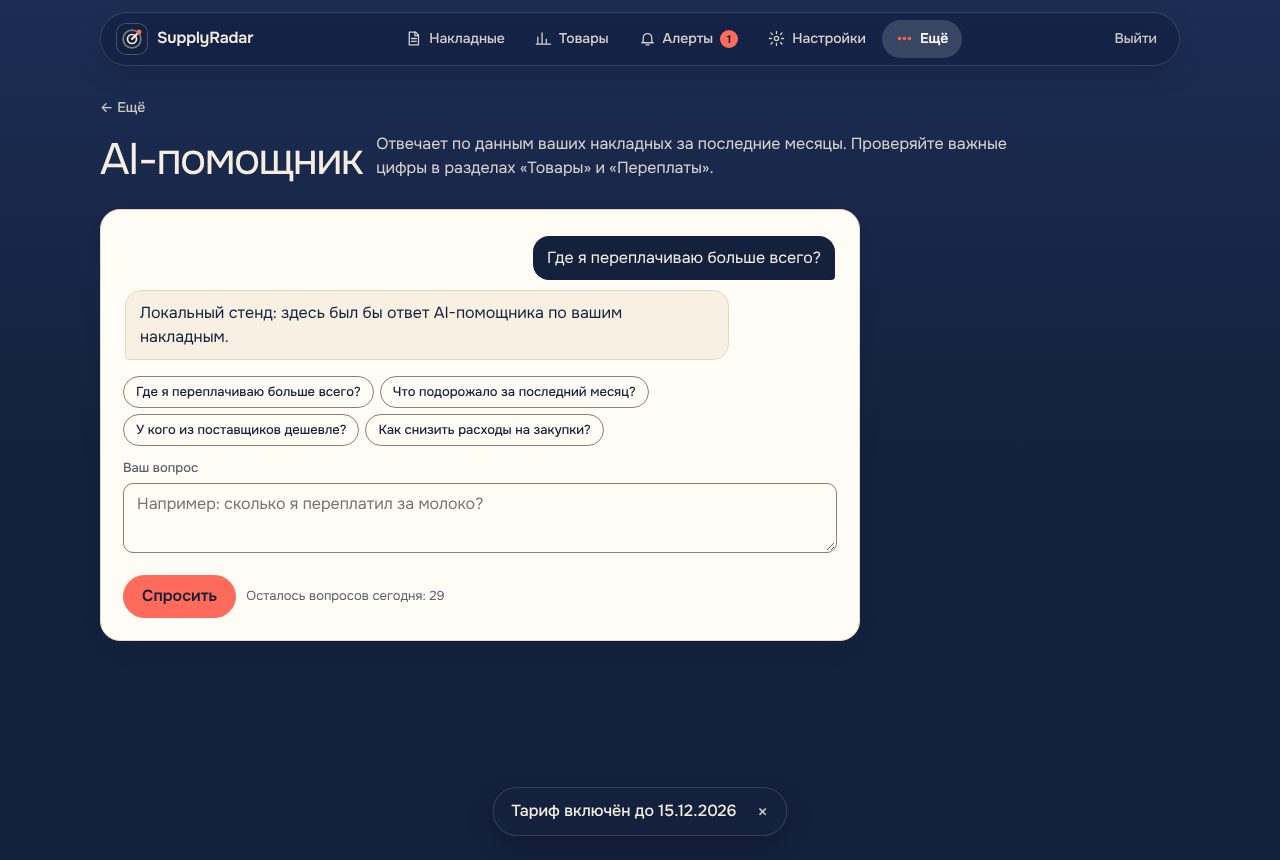 SupplyRadar
Накладные
Товары
Алерты 1
Настройки
Ещё
Выйти
← Ещё
AI-помощник
Отвечает по данным ваших накладных за последние месяцы. Проверяйте важные
цифры в разделах «Товары» и «Переплаты».
Где я переплачиваю больше всего?
Локальный стенд: здесь был бы ответ AI-помощника по вашим
накладным.
Где я переплачиваю больше всего?
Что подорожало за последний месяц?
У кого из поставщиков дешевле?
Как снизить расходы на закупки?
Ваш вопрос
Например: сколько я переплатил за молоко?
Спросить
Осталось вопросов сегодня: 29
Тариф включён до 15.12.2026 ×